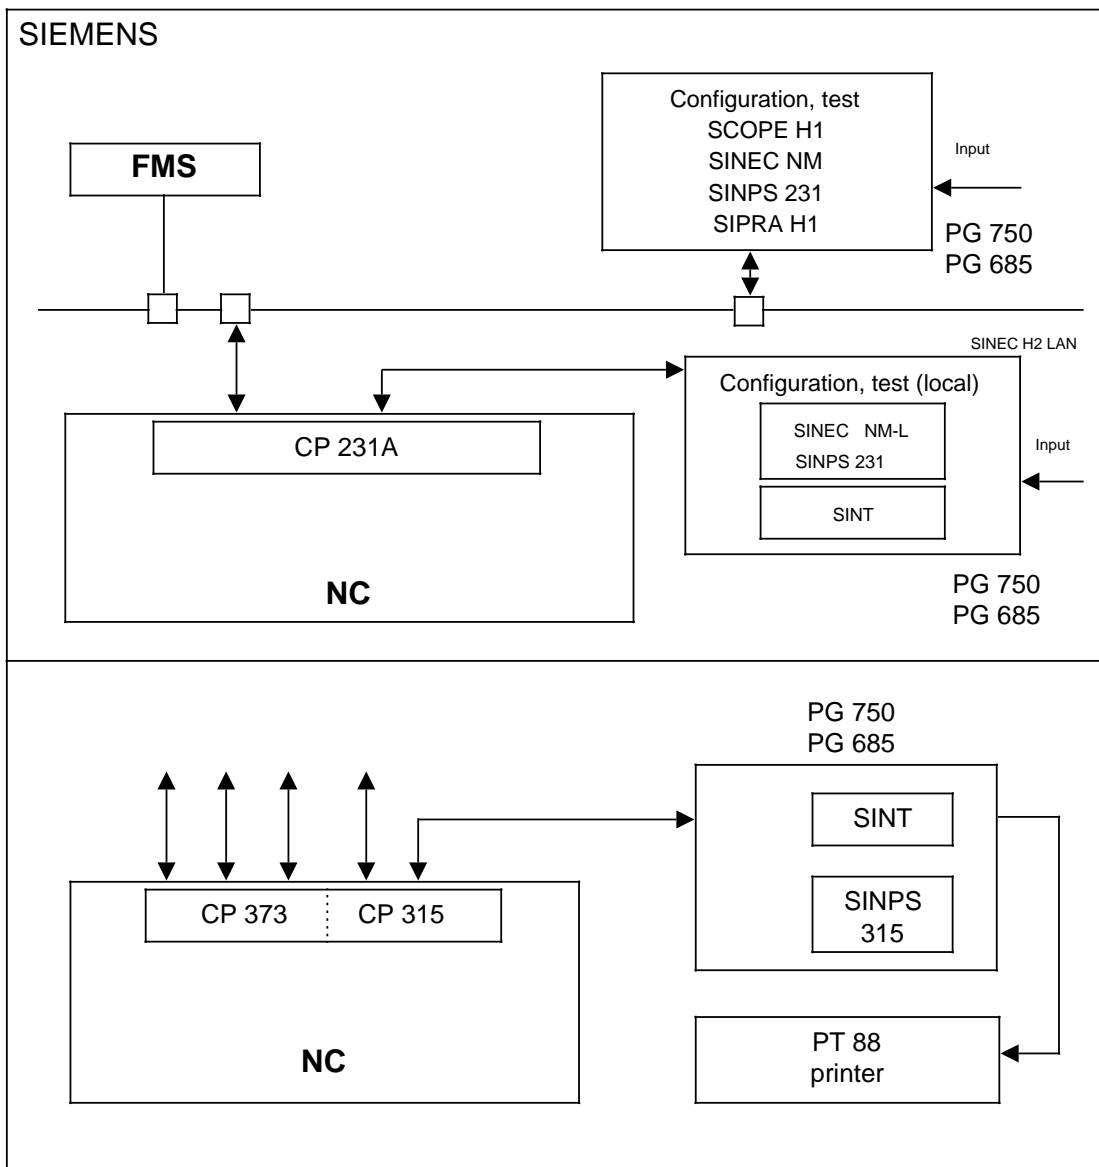 SIEMENS
Configuration, test
SCOPE H1
SINEC NM
SINPS 231
SIPRA H1
FMS
Input
PG 750
PG 685
SINEC H2 LAN
Configuration, test (local)
SINEC NM-L
SINPS 231
SINT
Input
CP 231A
NC
PG 750
PG 685
PG 750
PG 685
SINT
SINPS
315
CP 373
CP 315
NC
PT 88
printer